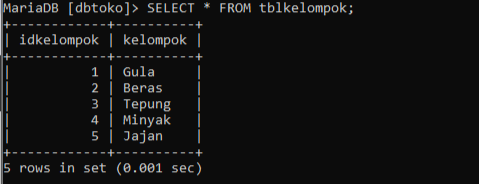 MariaDB [dbtoko]> SELECT * FROM tblkelompok;
+------------+----------+
| idkelompok | kelompok |
+------------+----------+
|          1 | Gula     |
|          2 | Beras    |
|          3 | Tepung   |
|          4 | Minyak   |
|          5 | Jajan    |
+------------+----------+
5 rows in set (0.001 sec)